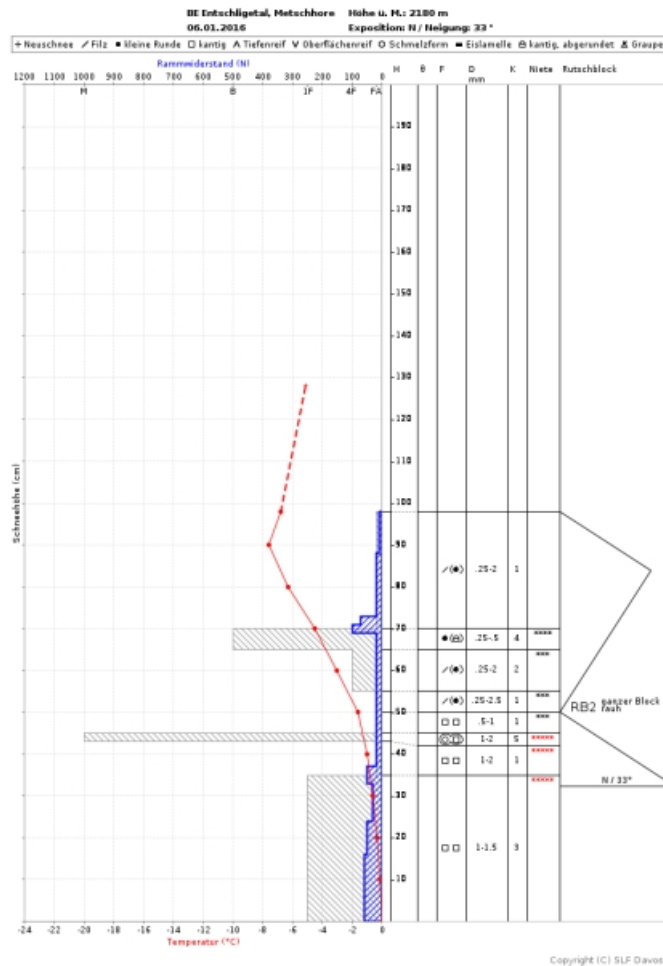 BE Entschligetal, Metschhore Höhe ü. M.: 2180 m
06.01.2016 Exposition: N / Neigung: 33°
+ Neuschnee / Filz ● kleine Runde □ kantig Λ Tiefenreif V Oberflächenreif O Schmelzform ▬ Eislamelle kantig, abgerundet Graupel
Rammwiderstand (N)
1200 1100 1000 900 800 700 600 500 400 300 200 100 0 H θ F D mm K Niete Rutschblock
M B 1F 4F FA
190
180
170
160
150
140
130
120
110
100
90
80
70
60
50
40
30
20
10
Schneehöhe (cm)
/(●) .25-2 1
●( ) .25-.5 4 ****
/(●) .25-2 2 ***
/(●) .25-2.5 1 ***
□ □ .5-1 1 ***
1-2 5 *****
□ □ 1-2 1 *****
□ □ 1-1.5 3 *****
RB2 ganzer Block
rauh
N / 33°
-24 -22 -20 -18 -16 -14 -12 -10 -8 -6 -4 -2 0
Temperatur (°C)
Copyright (C) SLF Davos